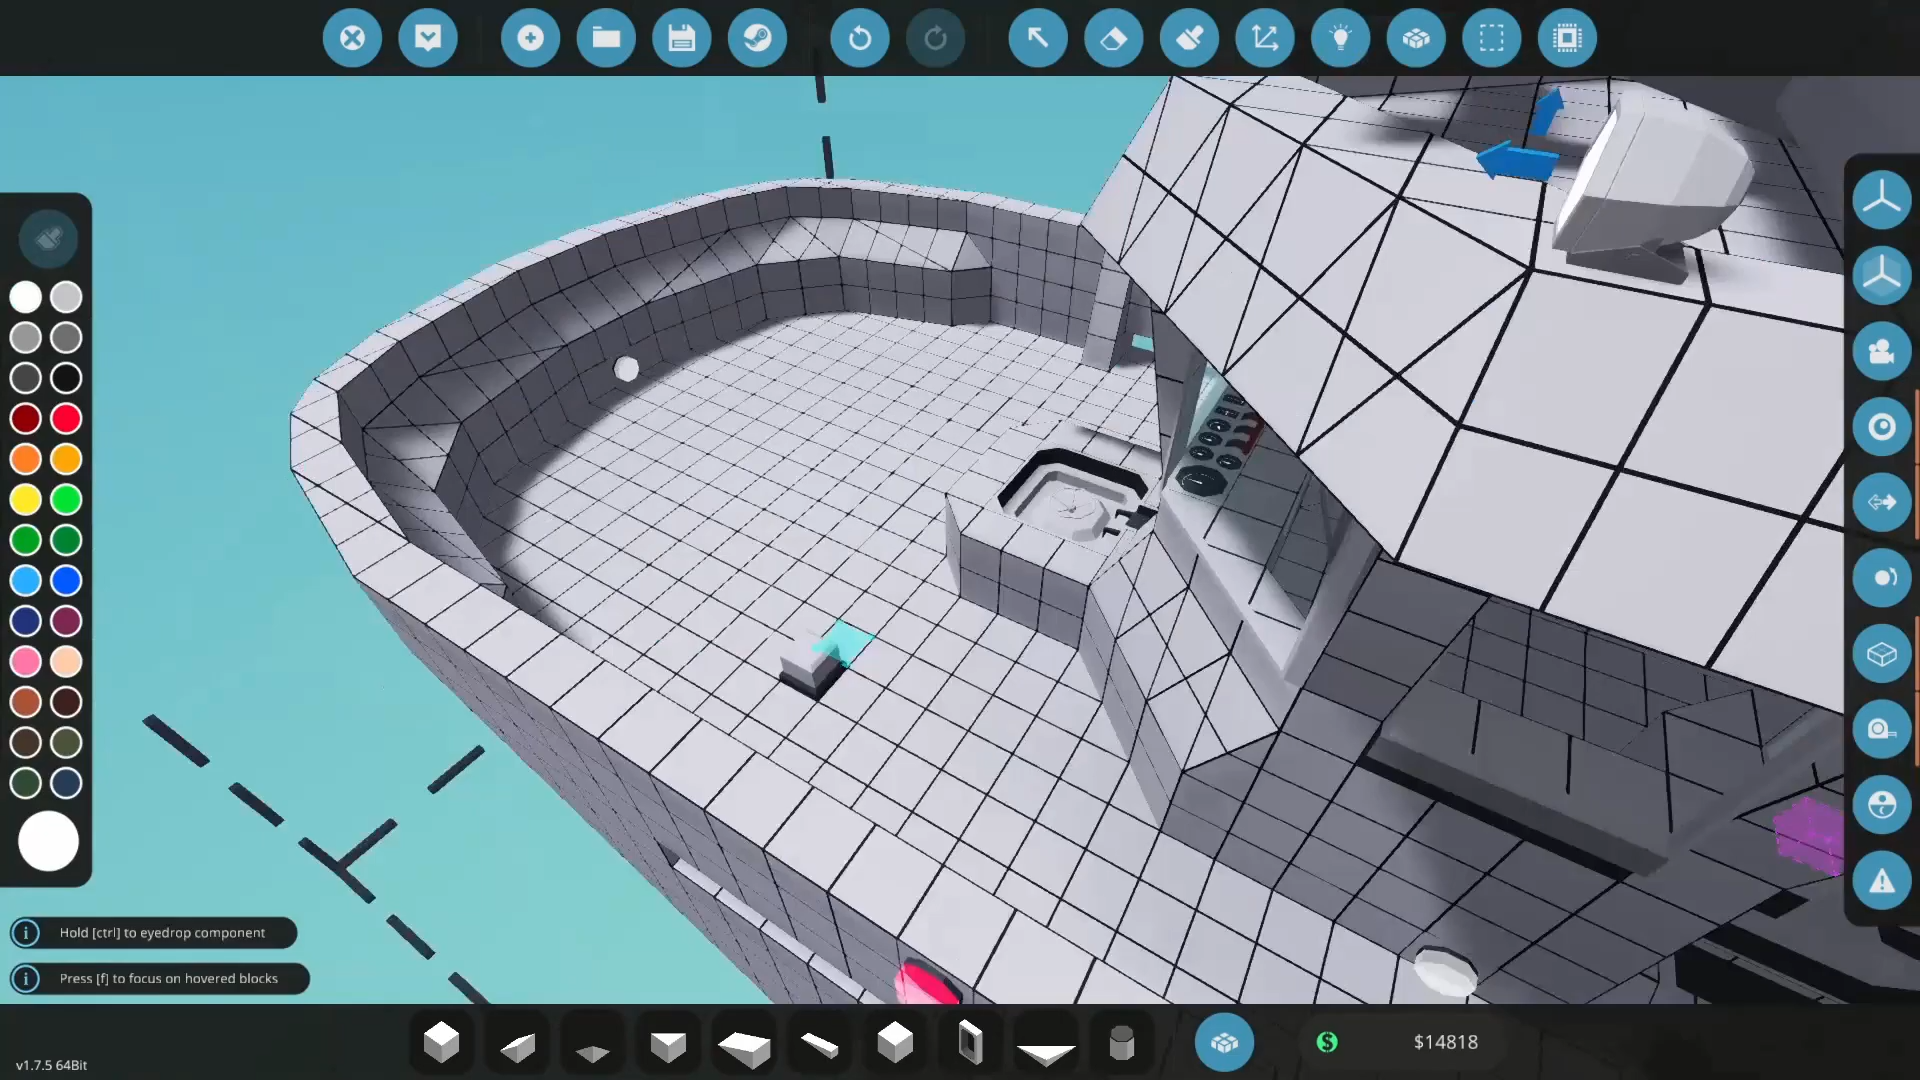 Hold [ctrl] to eyedrop component
Press [f] to focus on hovered blocks
$ $14818
v1.7.5 64Bit